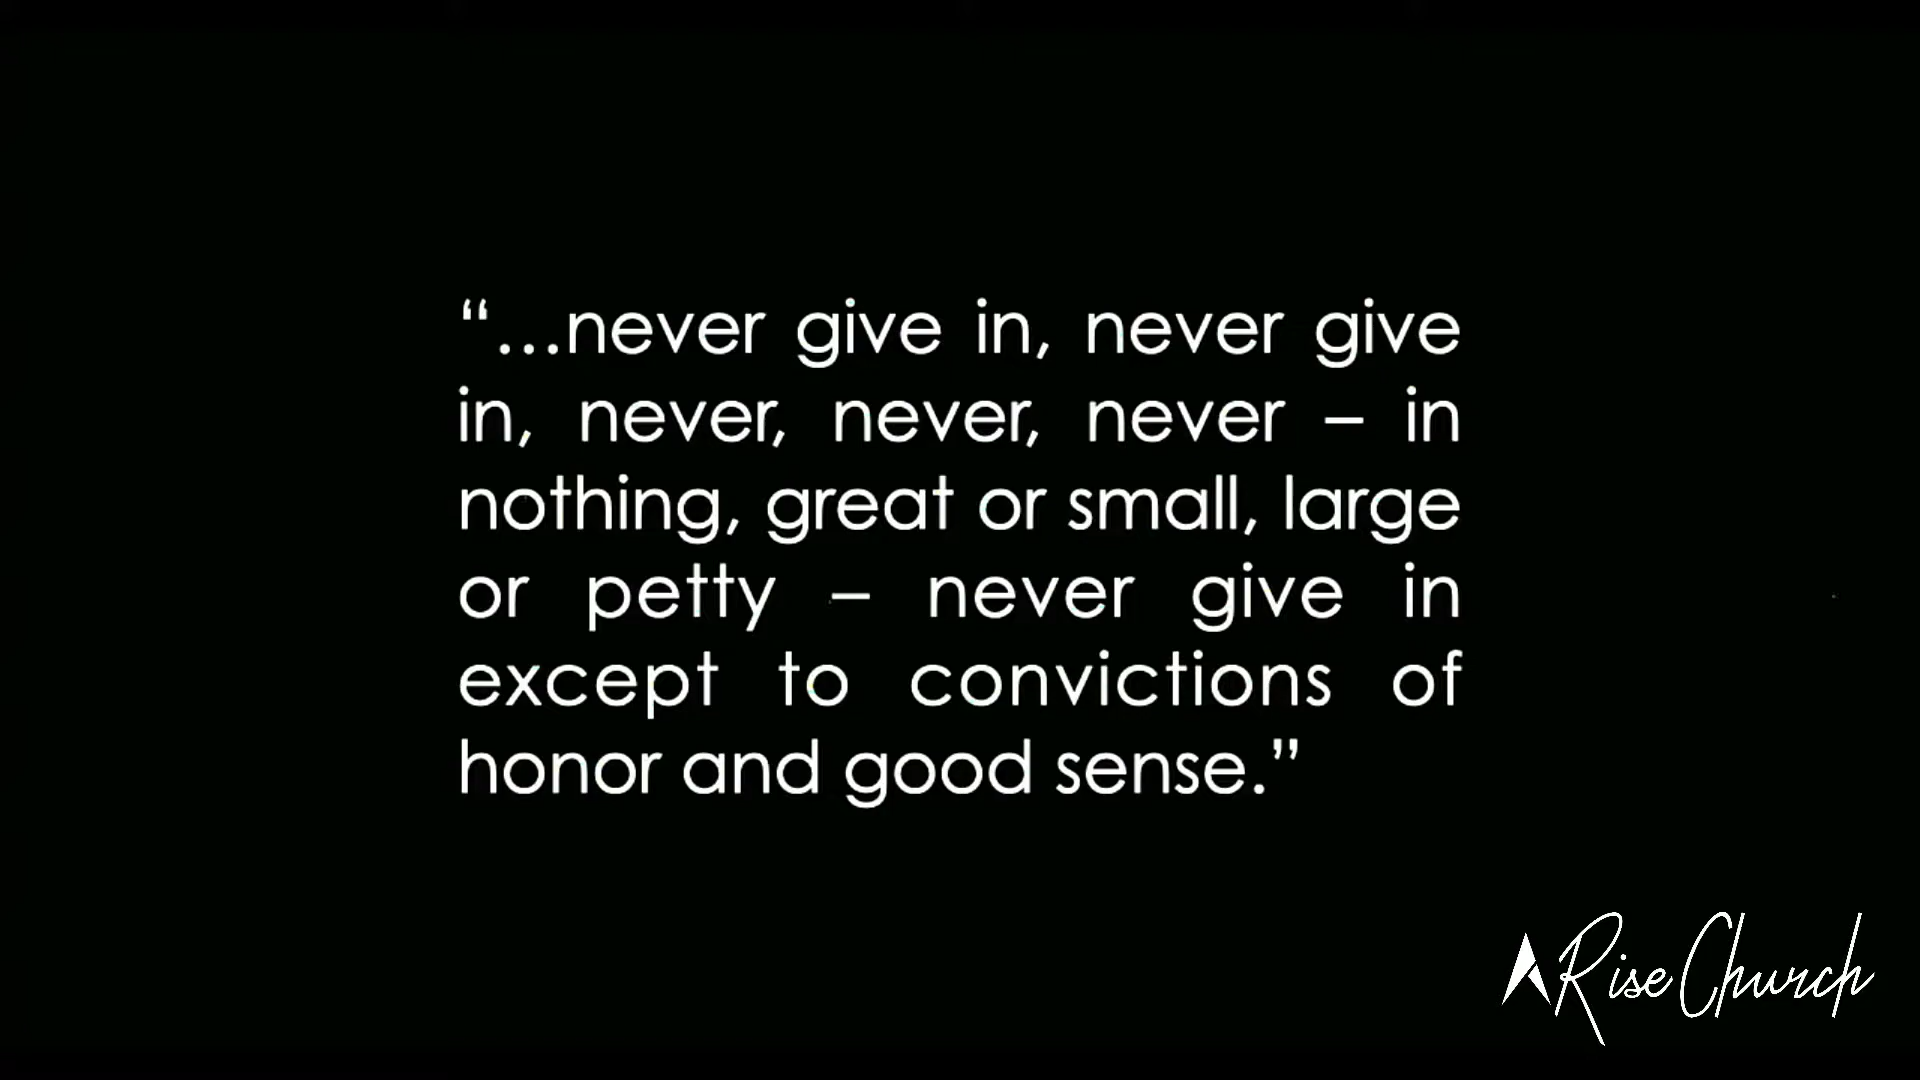 “...never give in, never give
in, never, never, never – in
nothing, great or small, large
or petty – never give in
except to convictions of
honor and good sense.”
ARise Church